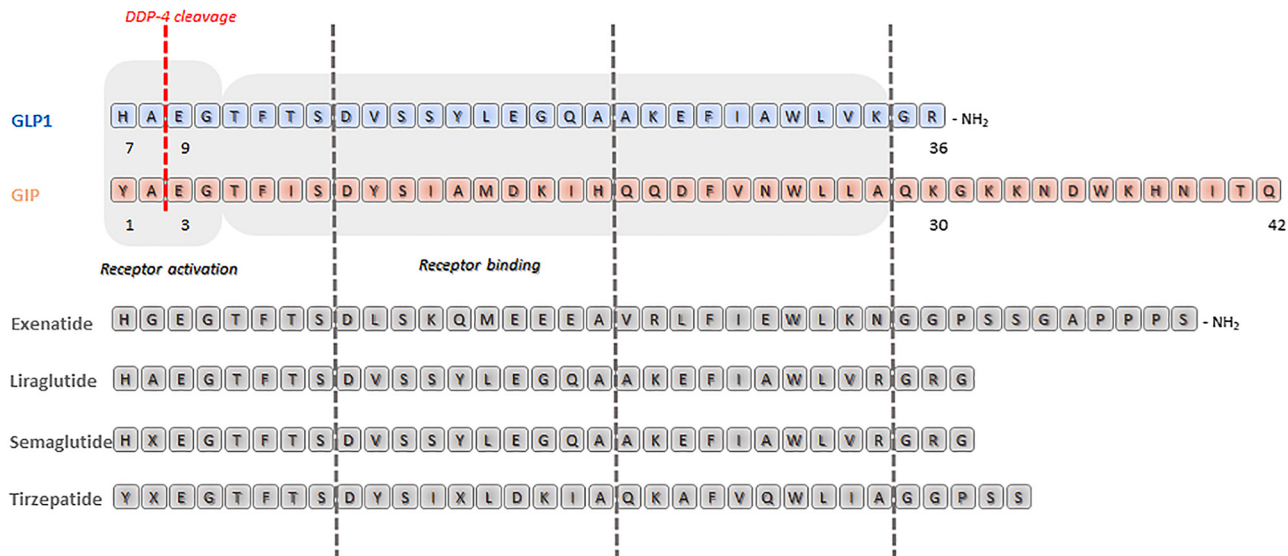 DDP-4 cleavage
GLP1 H A E G T F T S D V S S Y L E G Q A A K E F I A W L V K G R - NH₂
7 9 36
GIP Y A E G T F I S D Y S I A M D K I H Q Q D F V N W L L A Q K G K K N D W K H N I T Q
1 3 30 42
Receptor activation Receptor binding
Exenatide H G E G T F T S D L S K Q M E E E A V R L F I E W L K N G G P S S G A P P P S - NH₂
Liraglutide H A E G T F T S D V S S Y L E G Q A A K E F I A W L V R G R G
Semaglutide H X E G T F T S D V S S Y L E G Q A A K E F I A W L V R G R G
Tirzepatide Y X E G T F T S D Y S I X L D K I A Q K A F V Q W L I A G G P S S